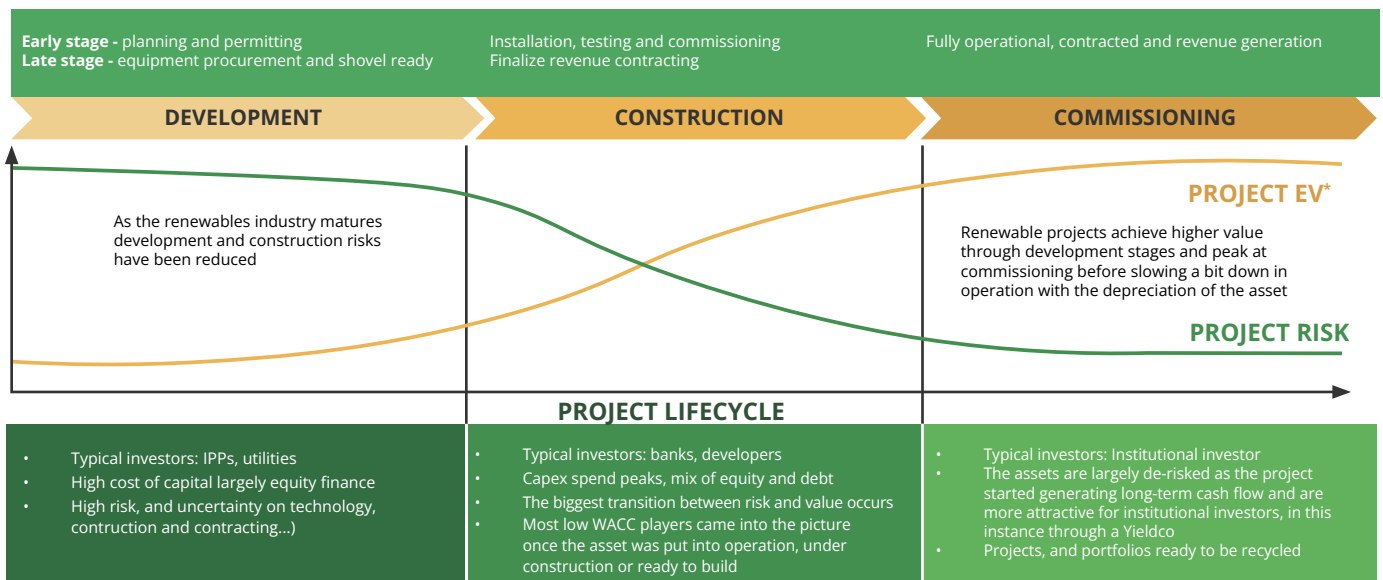 Early stage - planning and permitting
Late stage - equipment procurement and shovel ready
Installation, testing and commissioning
Finalize revenue contracting
Fully operational, contracted and revenue generation
DEVELOPMENT
CONSTRUCTION
COMMISSIONING
As the renewables industry matures
development and construction risks
have been reduced
PROJECT EV*
Renewable projects achieve higher value
through development stages and peak at
commissioning before slowing a bit down in
operation with the depreciation of the asset
PROJECT RISK
PROJECT LIFECYCLE
• Typical investors: IPPs, utilities
• High cost of capital largely equity finance
• High risk, and uncertainty on technology,
contruction and contracting...)
• Typical investors: banks, developers
• Capex spend peaks, mix of equity and debt
• The biggest transition between risk and value occurs
• Most low WACC players came into the picture
once the asset was put into operation, under
construction or ready to build
• Typical investors: Institutional investor
• The assets are largely de-risked as the project
started generating long-term cash flow and are
more attractive for institutional investors, in this
instance through a Yieldco
• Projects, and portfolios ready to be recycled